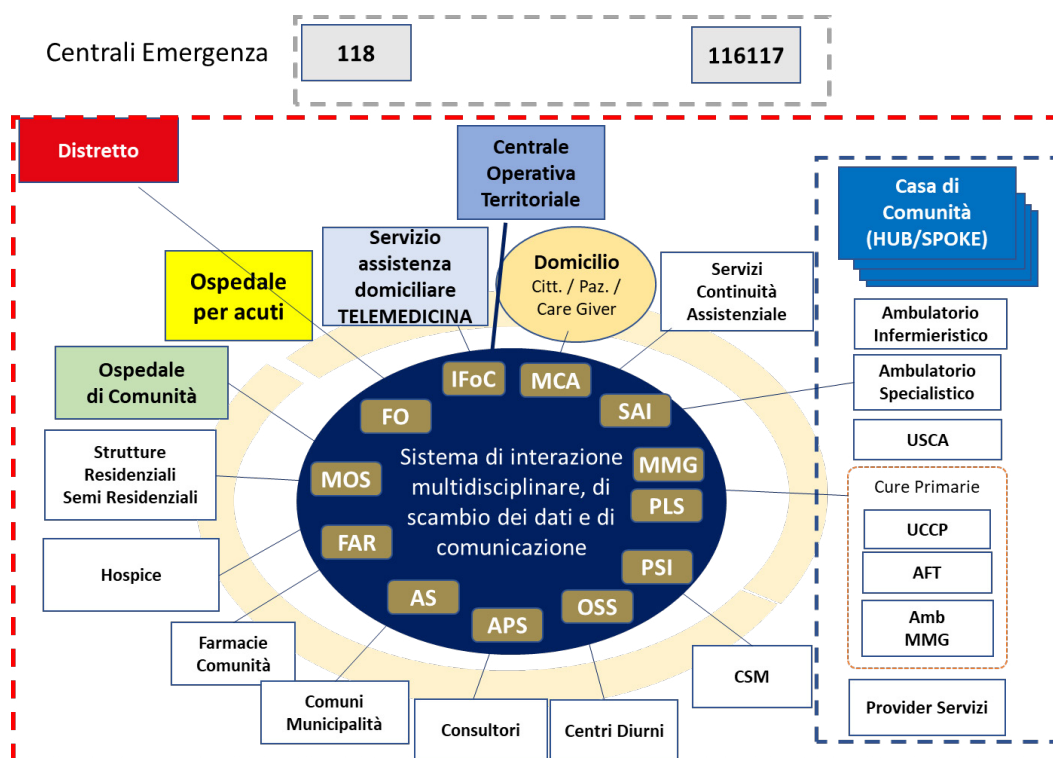 Centrali Emergenza
118
116117
Distretto
Centrale
Operativa
Territoriale
Casa di
Comunità
(HUB/SPOKE)
Ospedale
per acuti
Servizio
assistenza
domiciliare
TELEMEDICINA
Domicilio
Citt. / Paz. /
Care Giver
Servizi
Continuità
Assistenziale
Ambulatorio
Infermieristico
Ospedale
di Comunità
Ambulatorio
Specialistico
IFoC
MCA
FO
SAI
USCA
Strutture
Residenziali
Semi Residenziali
MOS
Sistema di interazione
multidisciplinare, di
scambio dei dati e di
comunicazione
MMG
PLS
Cure Primarie
UCCP
AFT
Amb
MMG
Hospice
FAR
PSI
AS
OSS
APS
Farmacie
Comunità
Comuni
Municipalità
Consultori
Centri Diurni
CSM
Provider Servizi